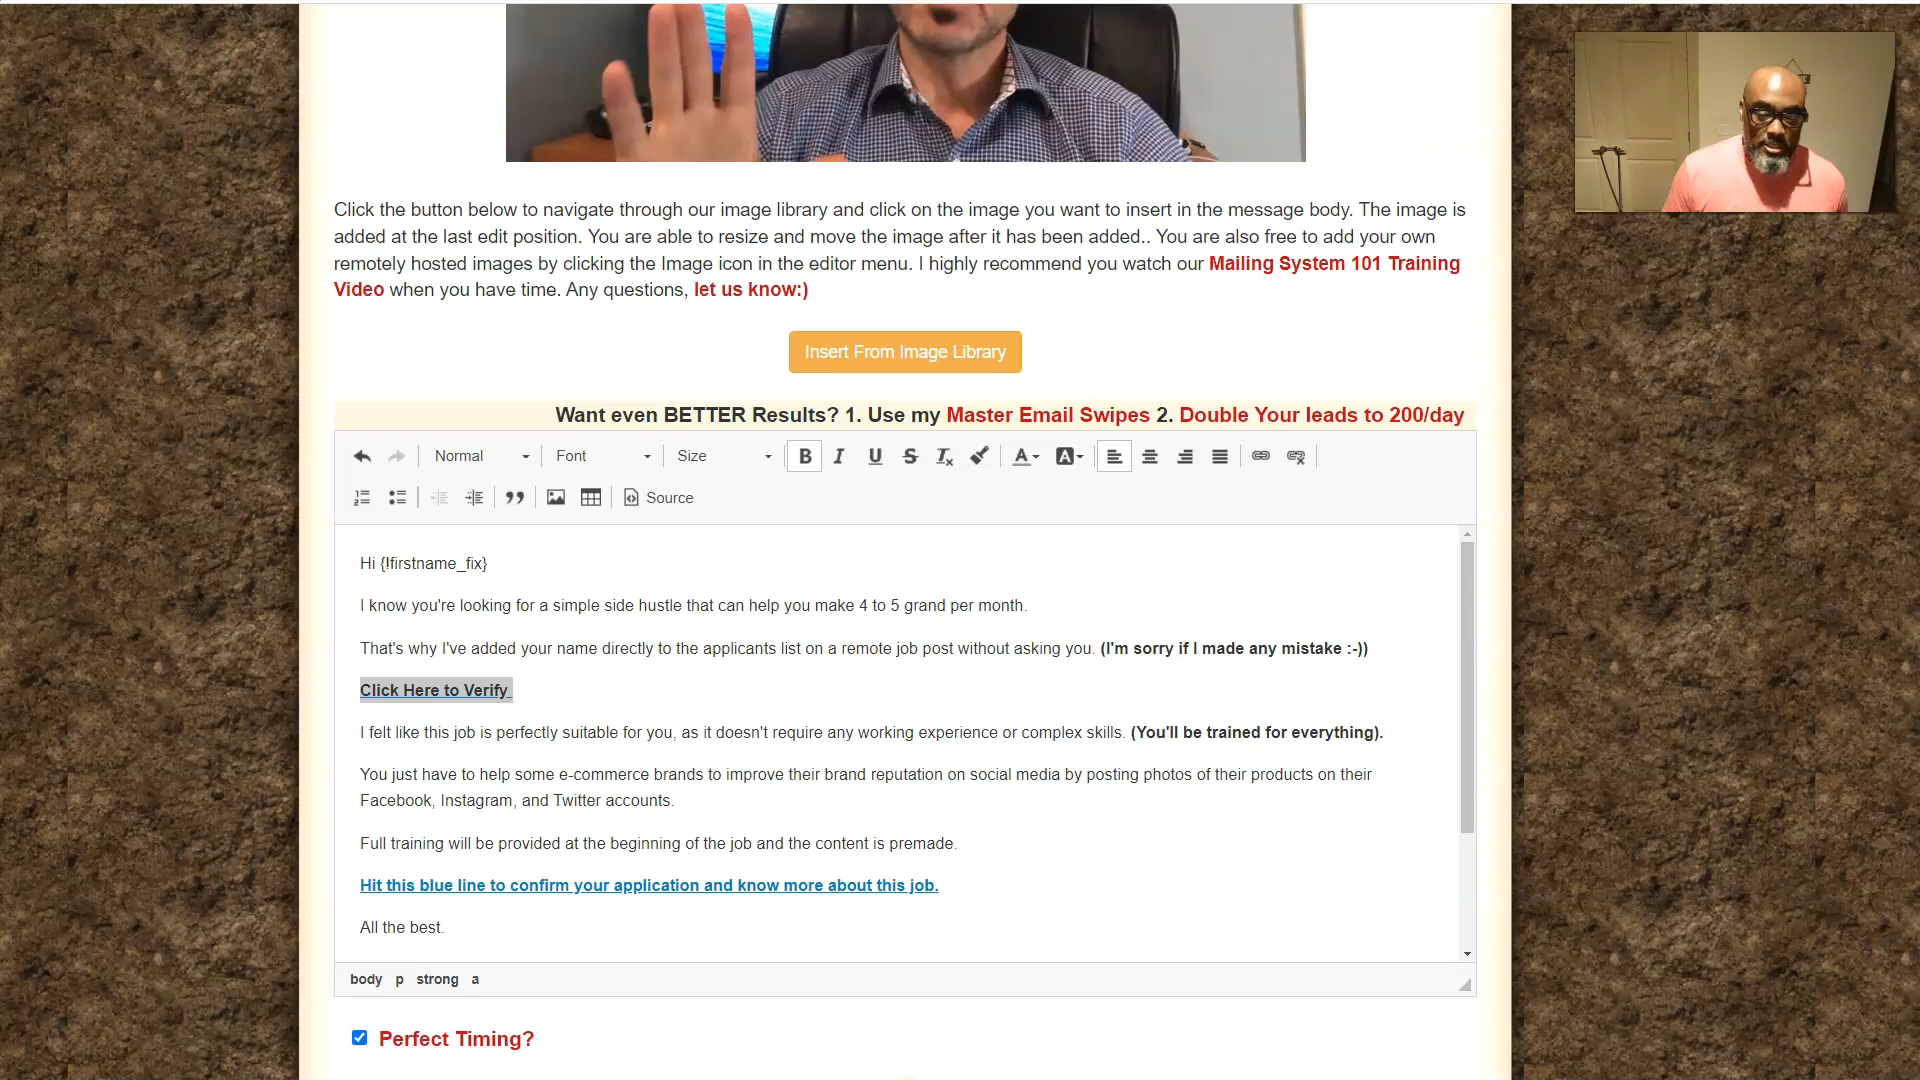 Click the button below to navigate through our image library and click on the image you want to insert in the message body. The image is
added at the last edit position. You are able to resize and move the image after it has been added.. You are also free to add your own
remotely hosted images by clicking the Image icon in the editor menu. I highly recommend you watch our Mailing System 101 Training
Video when you have time. Any questions, let us know:)
Insert From Image Library
Want even BETTER Results? 1. Use my Master Email Swipes 2. Double Your leads to 200/day
Normal Font Size
Source
Hi {!firstname_fix}
I know you're looking for a simple side hustle that can help you make 4 to 5 grand per month.
That's why I've added your name directly to the applicants list on a remote job post without asking you. (I'm sorry if I made any mistake :-))
Click Here to Verify
I felt like this job is perfectly suitable for you, as it doesn't require any working experience or complex skills. (You'll be trained for everything).
You just have to help some e-commerce brands to improve their brand reputation on social media by posting photos of their products on their
Facebook, Instagram, and Twitter accounts.
Full training will be provided at the beginning of the job and the content is premade.
Hit this blue line to confirm your application and know more about this job.
All the best.
body p strong a
Perfect Timing?